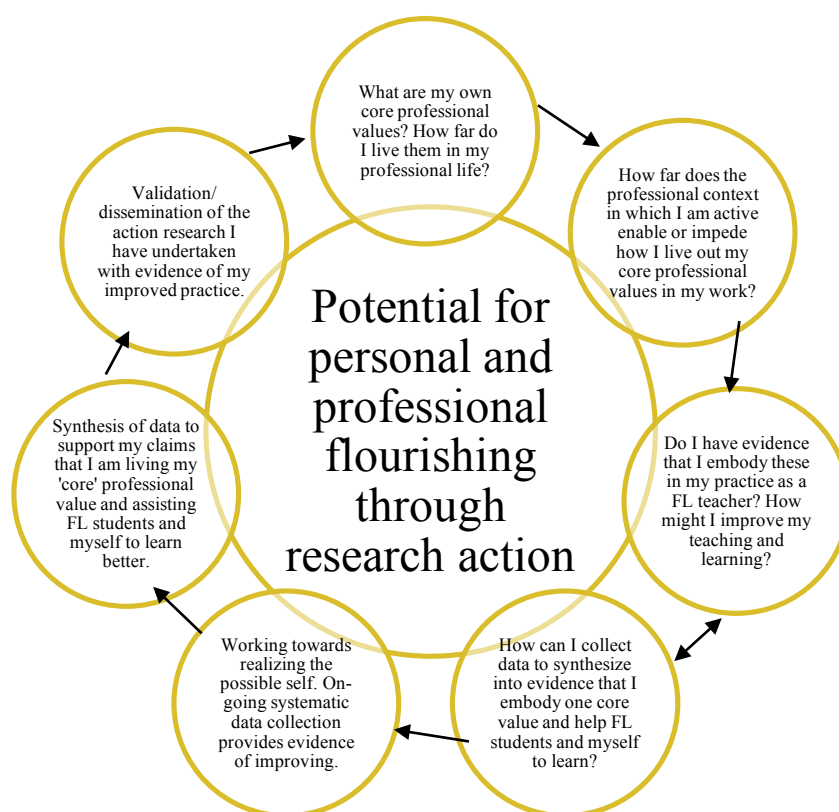 What are my own
core professional
values? How far do
I live them in my
professional life?
How far does the
professional context
in which I am active
enable or impede
how I live out my
core professional
values in my work?
Do I have evidence
that I embody these
in my practice as a
FL teacher? How
might I improve my
teaching and
learning?
How can I collect
data to synthesize
into evidence that I
embody one core
value and help FL
students and myself
to learn?
Working towards
realizing the
possible self. On-
going systematic
data collection
provides evidence
of improving.
Synthesis of data to
support my claims
that I am living my
'core' professional
value and assisting
FL students and
myself to learn
better.
Validation/
dissemination of the
action research I
have undertaken
with evidence of my
improved practice.
Potential for
personal and
professional
flourishing
through
research action